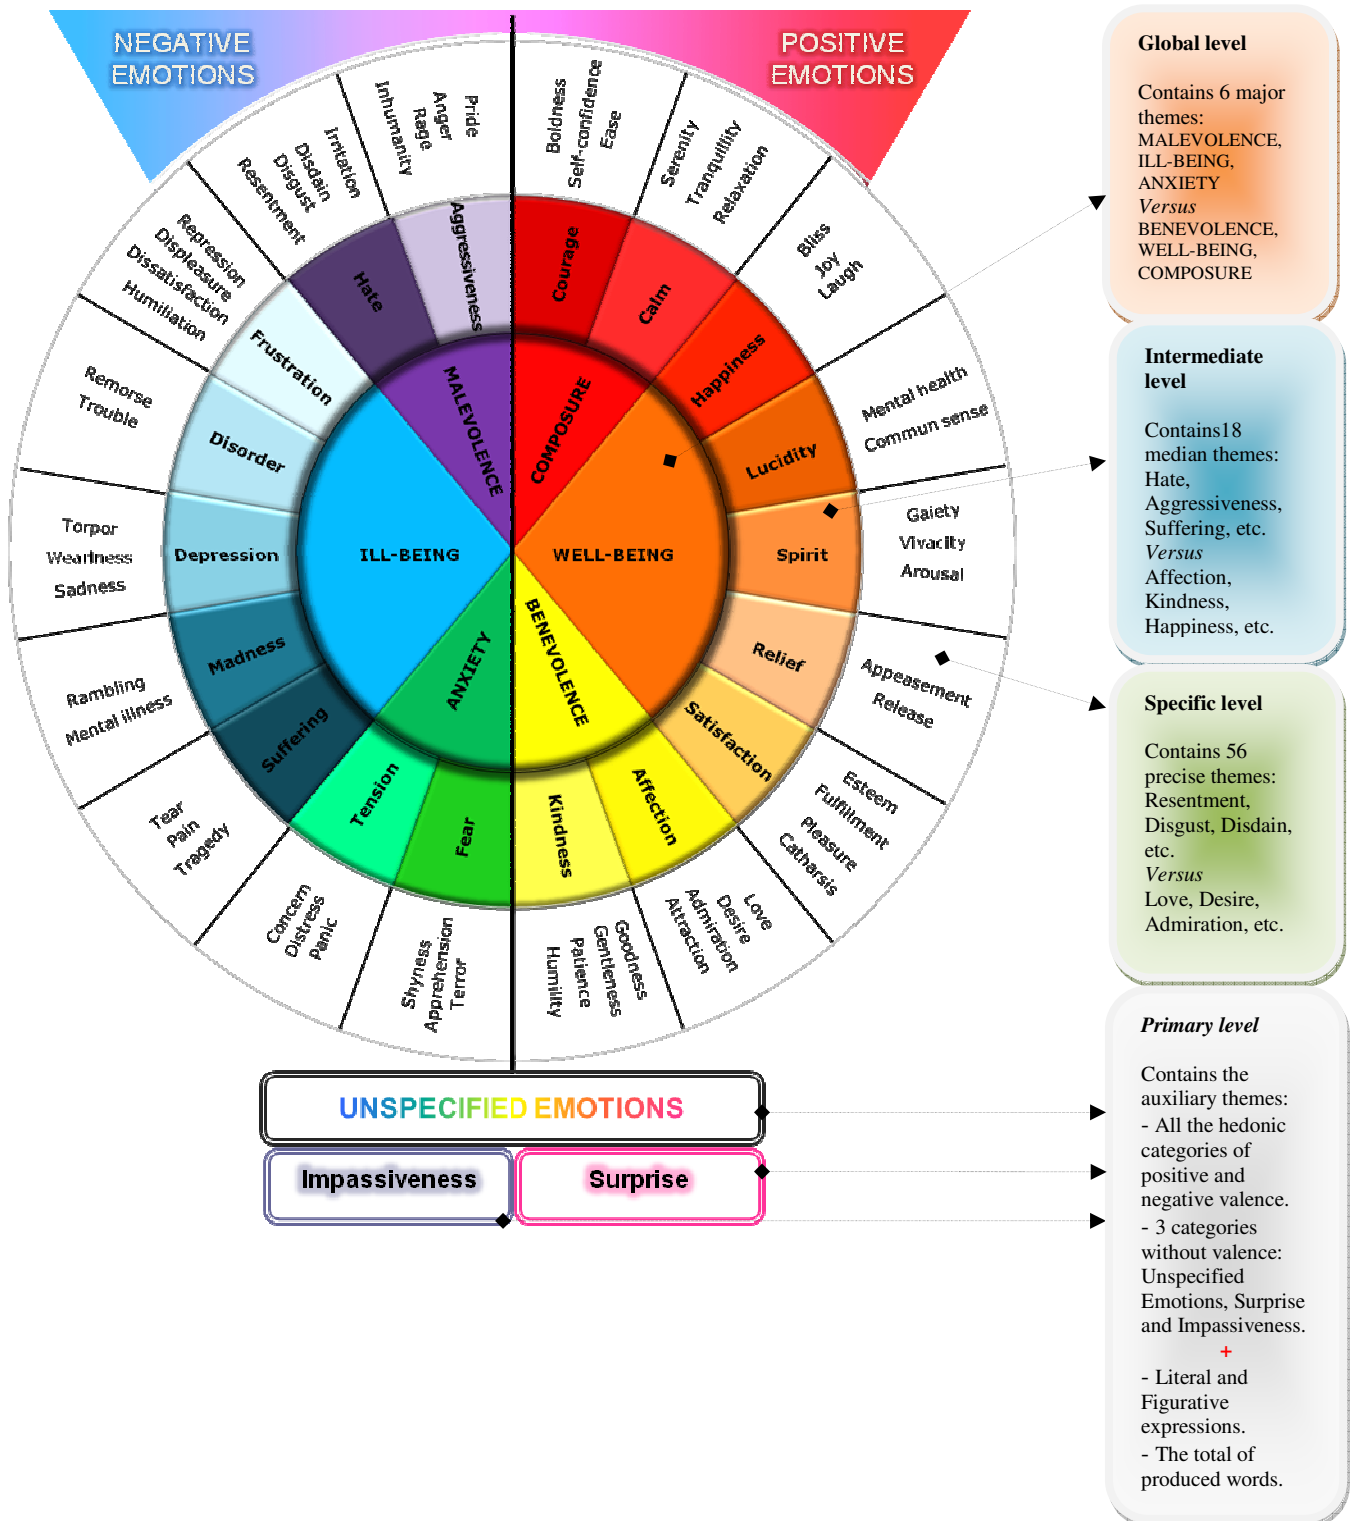 NEGATIVE
EMOTIONS
POSITIVE
EMOTIONS
Inhumanity
Rage
Anger
Pride
Boldness
Self-confidence
Ease
Serenity
Tranquillity
Relaxation
Bliss
Joy
Laugh
Mental health
Commun sense
Gaiety
Vivacity
Arousal
Appeasement
Release
Esteem
Fulfillment
Pleasure
Catharsis
Love
Desire
Admiration
Attraction
Goodness
Gentleness
Patience
Humility
Shyness
Apprehension
Terror
Concern
Distress
Panic
Tear
Pain
Tragedy
Rambling
Mental illness
Torpor
Weariness
Sadness
Remorse
Trouble
Repression
Displeasure
Dissatisfaction
Humiliation
Irritation
Disdain
Disgust
Resentment
Hate
Aggressiveness
Courage
Calm
Happiness
Lucidity
Spirit
Relief
Satisfaction
Affection
Kindness
Fear
Tension
Suffering
Madness
Depression
Disorder
Frustration
MALEVOLENCE
COMPOSURE
WELL-BEING
BENEVOLENCE
ANXIETY
ILL-BEING
UNSPECIFIED EMOTIONS
Impassiveness
Surprise
Global level
Contains 6 major
themes:
MALEVOLENCE,
ILL-BEING,
ANXIETY
Versus
BENEVOLENCE,
WELL-BEING,
COMPOSURE
Intermediate
level
Contains18
median themes:
Hate,
Aggressiveness,
Suffering, etc.
Versus
Affection,
Kindness,
Happiness, etc.
Specific level
Contains 56
precise themes:
Resentment,
Disgust, Disdain,
etc.
Versus
Love, Desire,
Admiration, etc.
Primary level
Contains the
auxiliary themes:
- All the hedonic
categories of
positive and
negative valence.
- 3 categories
without valence:
Unspecified
Emotions, Surprise
and Impassiveness.
+
- Literal and
Figurative
expressions.
- The total of
produced words.